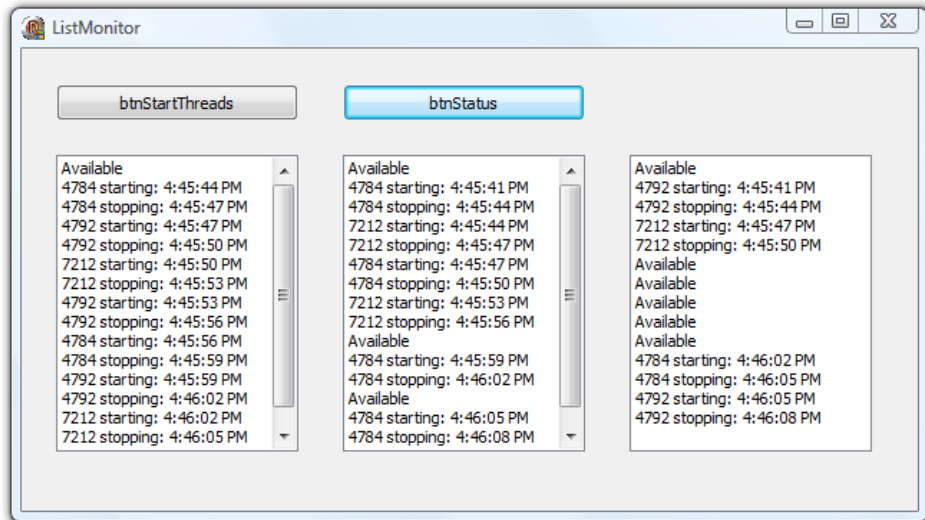 ListMonitor
btnStartThreads
btnStatus
Available
4784 starting: 4:45:44 PM
4784 stopping: 4:45:47 PM
4792 starting: 4:45:47 PM
4792 stopping: 4:45:50 PM
7212 starting: 4:45:50 PM
7212 stopping: 4:45:53 PM
4792 starting: 4:45:53 PM
4792 stopping: 4:45:56 PM
4784 starting: 4:45:56 PM
4784 stopping: 4:45:59 PM
4792 starting: 4:45:59 PM
4792 stopping: 4:46:02 PM
7212 starting: 4:46:02 PM
7212 stopping: 4:46:05 PM
Available
4784 starting: 4:45:41 PM
4784 stopping: 4:45:44 PM
7212 starting: 4:45:44 PM
7212 stopping: 4:45:47 PM
4784 starting: 4:45:47 PM
4784 stopping: 4:45:50 PM
7212 starting: 4:45:53 PM
7212 stopping: 4:45:56 PM
Available
4784 starting: 4:45:59 PM
4784 stopping: 4:46:02 PM
Available
4784 starting: 4:46:05 PM
4784 stopping: 4:46:08 PM
Available
4792 starting: 4:45:41 PM
4792 stopping: 4:45:44 PM
7212 starting: 4:45:47 PM
7212 stopping: 4:45:50 PM
Available
Available
Available
Available
Available
4784 starting: 4:46:02 PM
4784 stopping: 4:46:05 PM
4792 starting: 4:46:05 PM
4792 stopping: 4:46:08 PM